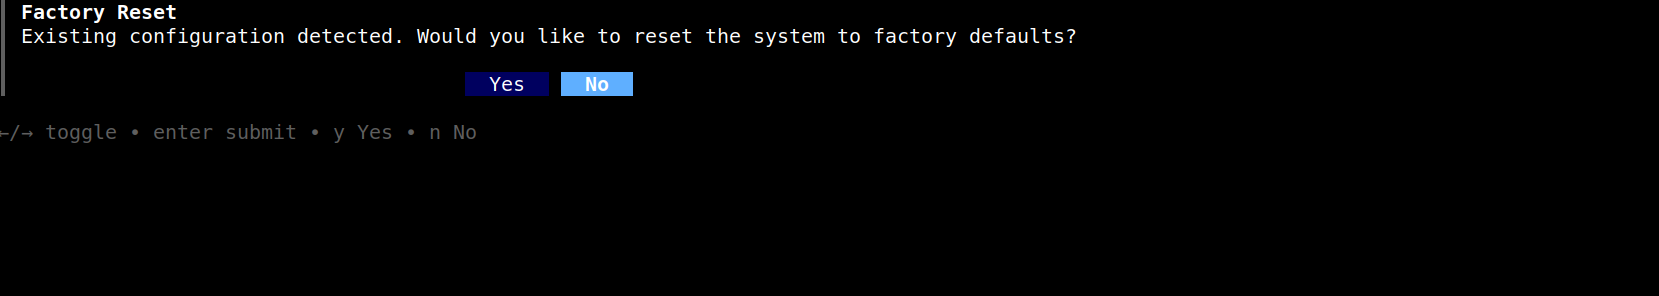 Factory Reset
Existing configuration detected. Would you like to reset the system to factory defaults?
Yes No
←/→ toggle • enter submit • y Yes • n No